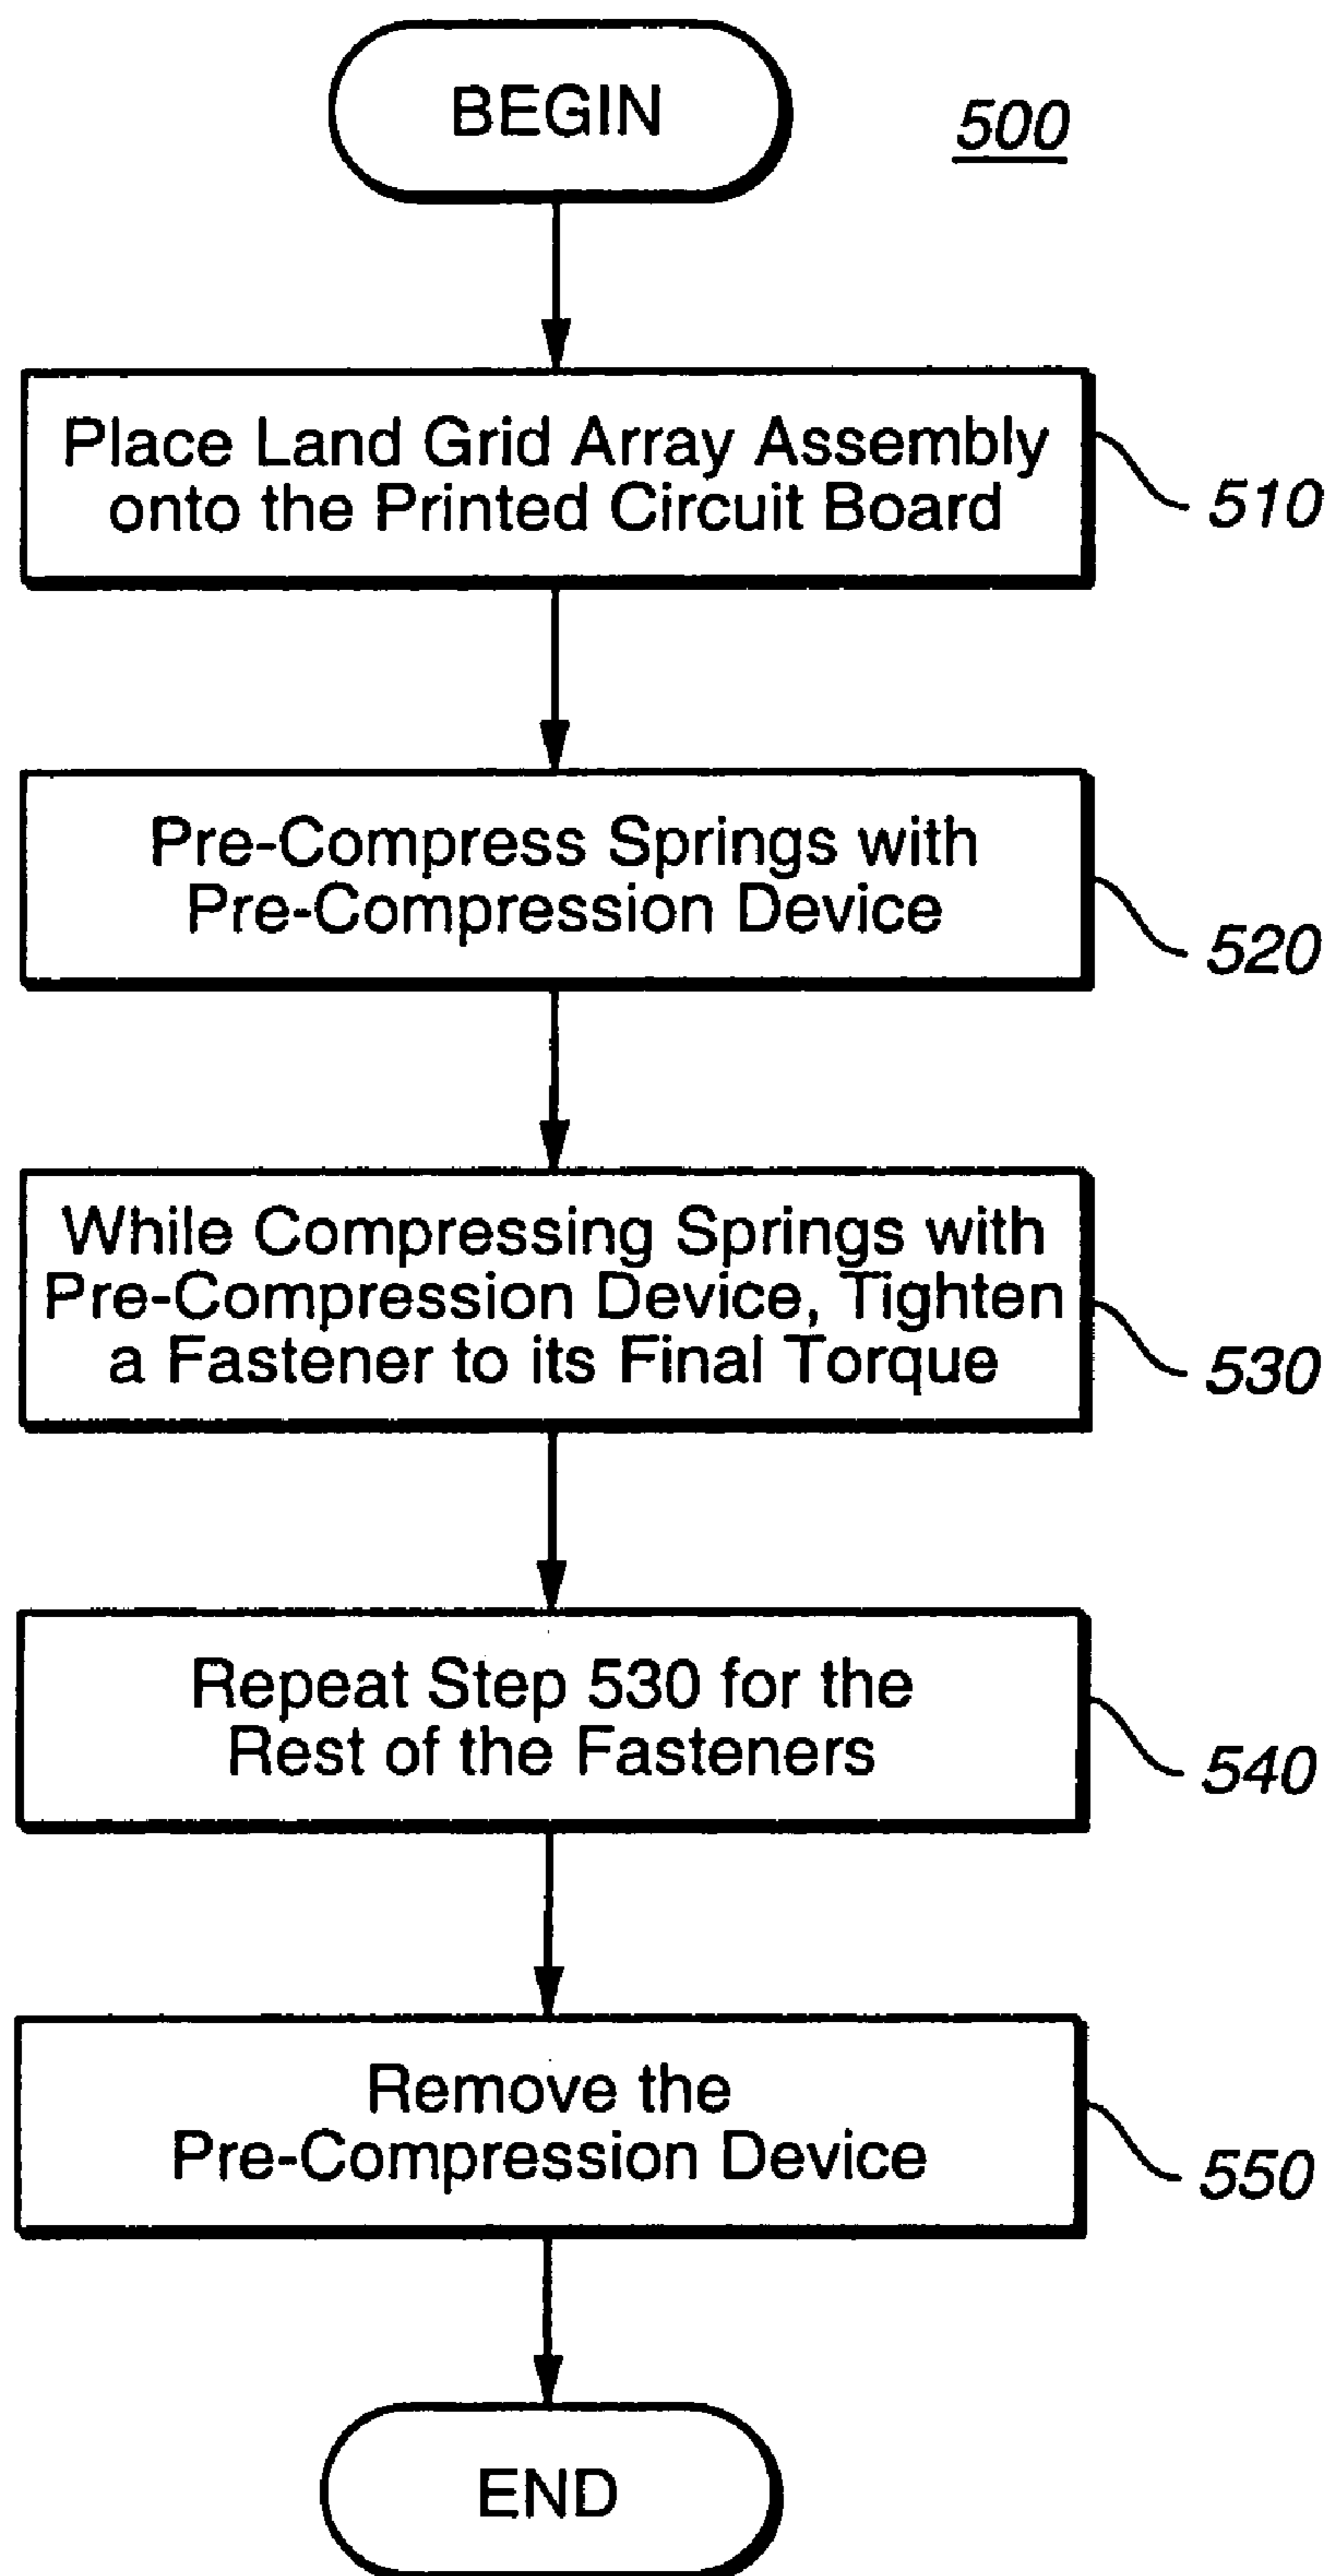 BEGIN
500
Place Land Grid Array Assembly
onto the Printed Circuit Board
510
Pre-Compress Springs with
Pre-Compression Device
520
While Compressing Springs with
Pre-Compression Device, Tighten
a Fastener to its Final Torque
530
Repeat Step 530 for the
Rest of the Fasteners
540
Remove the
Pre-Compression Device
550
END